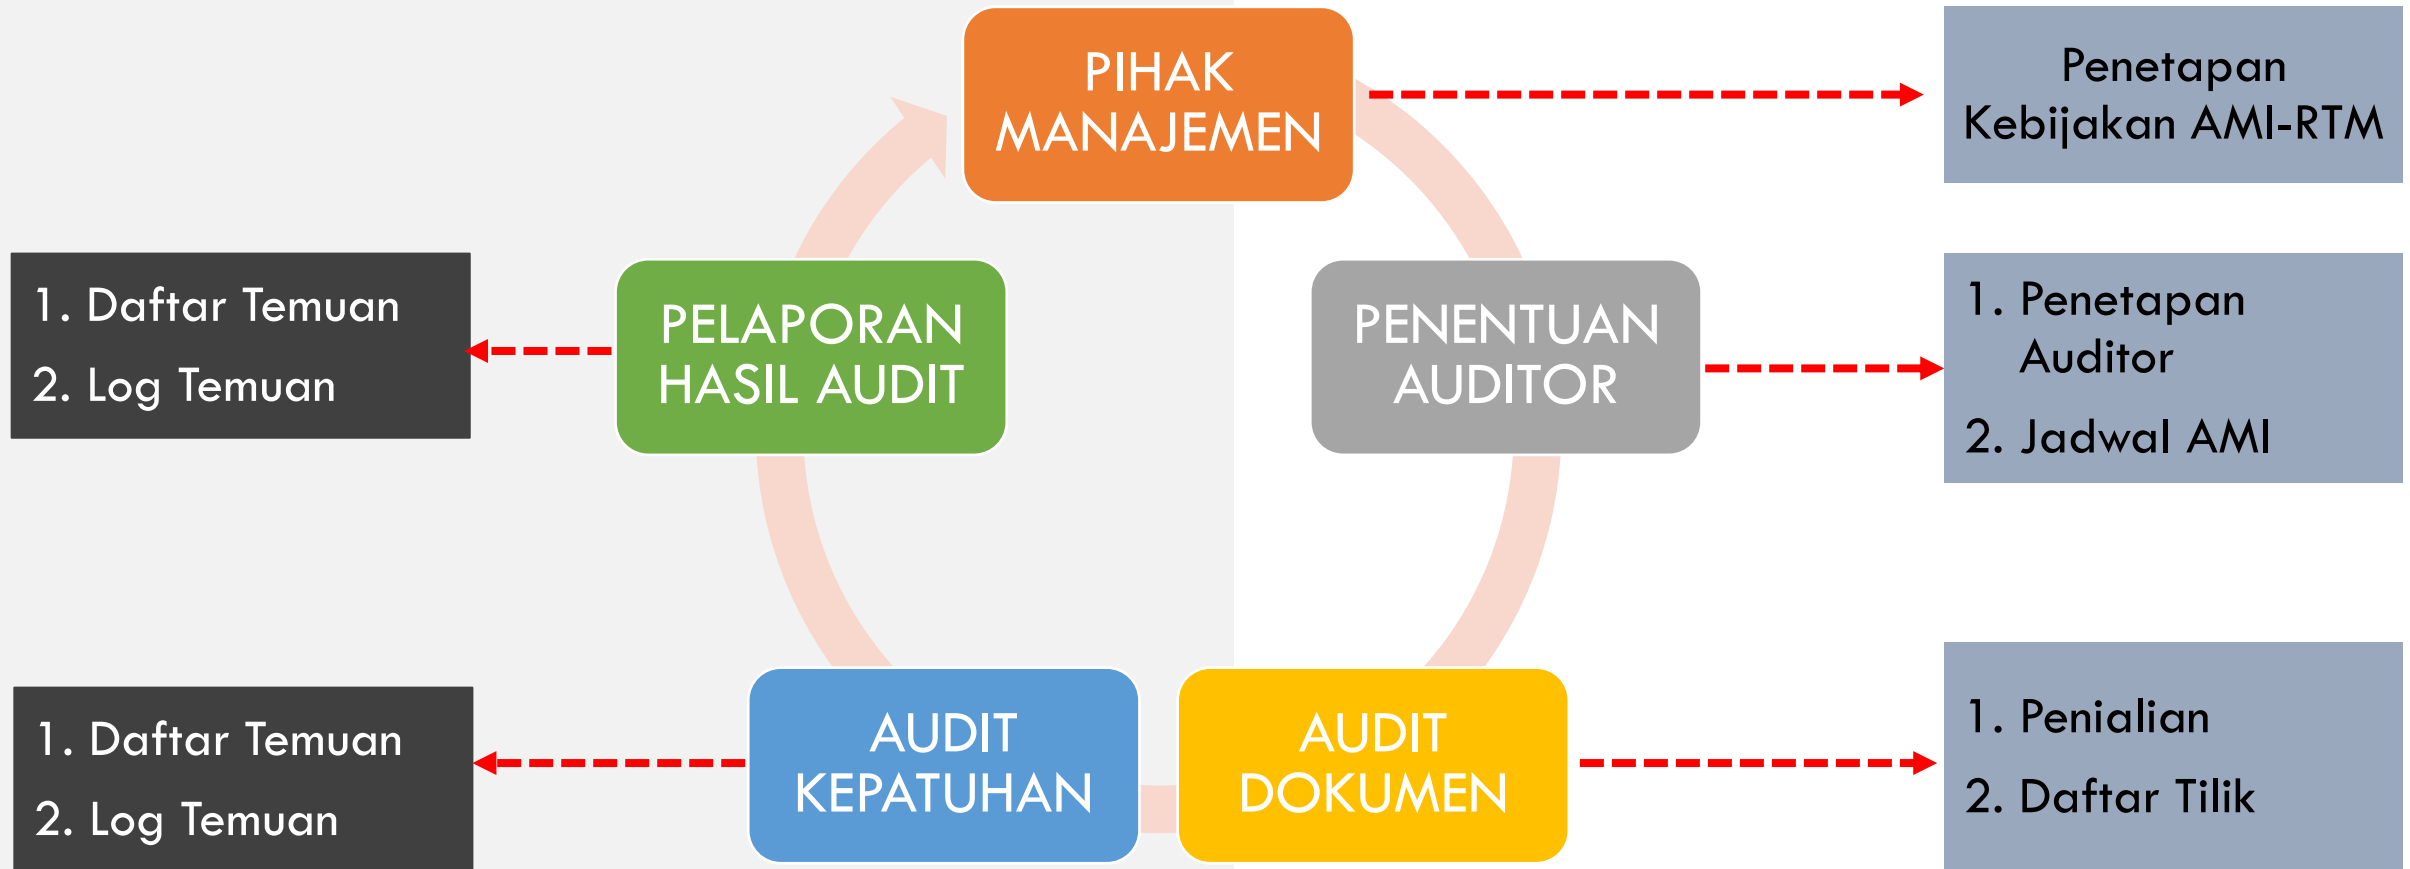 PIHAK
MANAJEMEN
Penetapan
Kebijakan AMI-RTM
PENENTUAN
AUDITOR
1. Penetapan
Auditor
2. Jadwal AMI
AUDIT
DOKUMEN
1. Penialian
2. Daftar Tilik
AUDIT
KEPATUHAN
1. Daftar Temuan
2. Log Temuan
PELAPORAN
HASIL AUDIT
1. Daftar Temuan
2. Log Temuan